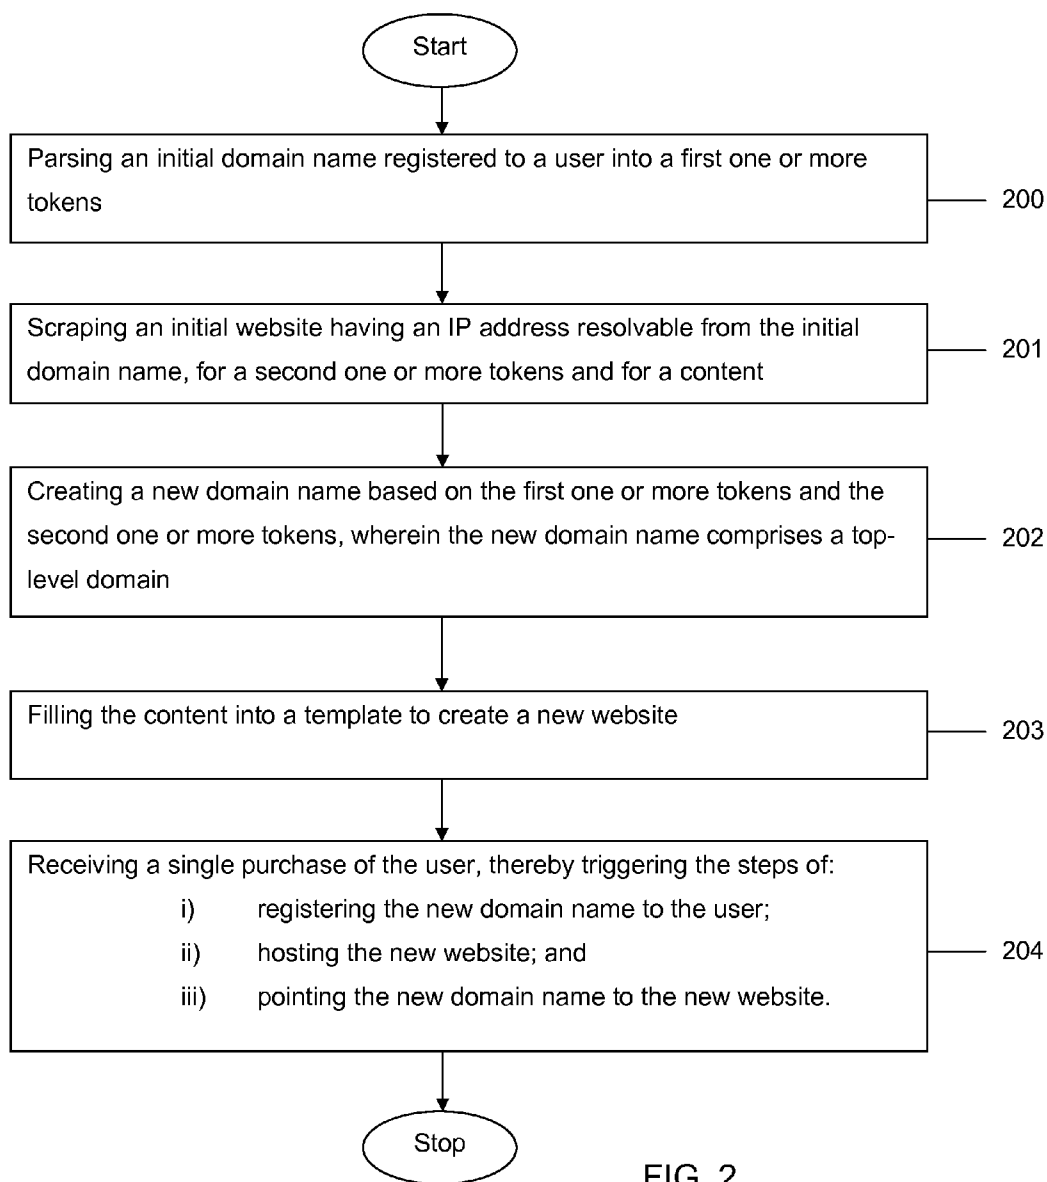 Start
Parsing an initial domain name registered to a user into a first one or more
tokens
200
Scraping an initial website having an IP address resolvable from the initial
domain name, for a second one or more tokens and for a content
201
Creating a new domain name based on the first one or more tokens and the
second one or more tokens, wherein the new domain name comprises a top-
level domain
202
Filling the content into a template to create a new website
203
Receiving a single purchase of the user, thereby triggering the steps of:
i) registering the new domain name to the user;
ii) hosting the new website; and
iii) pointing the new domain name to the new website.
204
Stop
FIG. 2